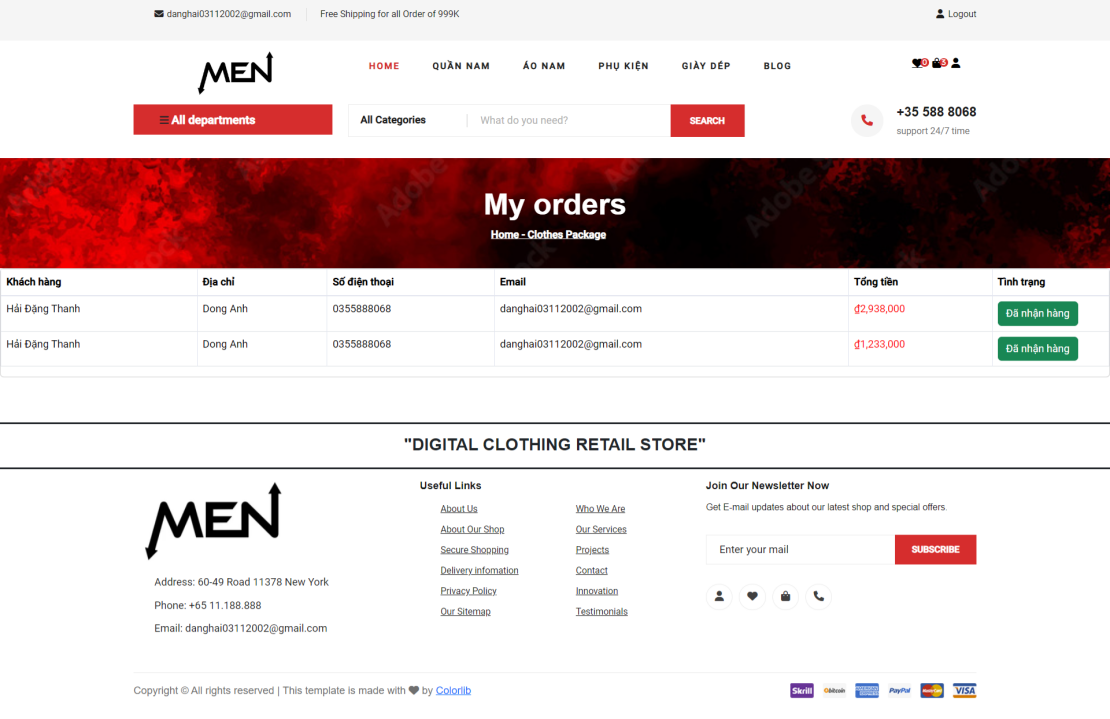 danghai03112002@gmail.com Free Shipping for all Order of 999K Logout
MEN HOME QUẦN NAM ÁO NAM PHỤ KIỆN GIÀY DÉP BLOG 0 5
All departments All Categories What do you need? SEARCH +35 588 8068
support 24/7 time
My orders
Home - Clothes Package
Adobe Stock
Khách hàng Địa chỉ Số điện thoại Email Tổng tiền Tình trạng
Hải Đặng Thanh Dong Anh 0355888068 danghai03112002@gmail.com ₫2,938,000 Đã nhận hàng
Hải Đặng Thanh Dong Anh 0355888068 danghai03112002@gmail.com ₫1,233,000 Đã nhận hàng
"DIGITAL CLOTHING RETAIL STORE"
MEN
Address: 60-49 Road 11378 New York
Phone: +65 11.188.888
Email: danghai03112002@gmail.com
Useful Links
About Us
About Our Shop
Secure Shopping
Delivery infomation
Privacy Policy
Our Sitemap
Who We Are
Our Services
Projects
Contact
Innovation
Testimonials
Join Our Newsletter Now
Get E-mail updates about our latest shop and special offers.
Enter your mail SUBSCRIBE
Copyright © All rights reserved | This template is made with by Colorlib Skrill bitcoin PayPal MasterCard VISA